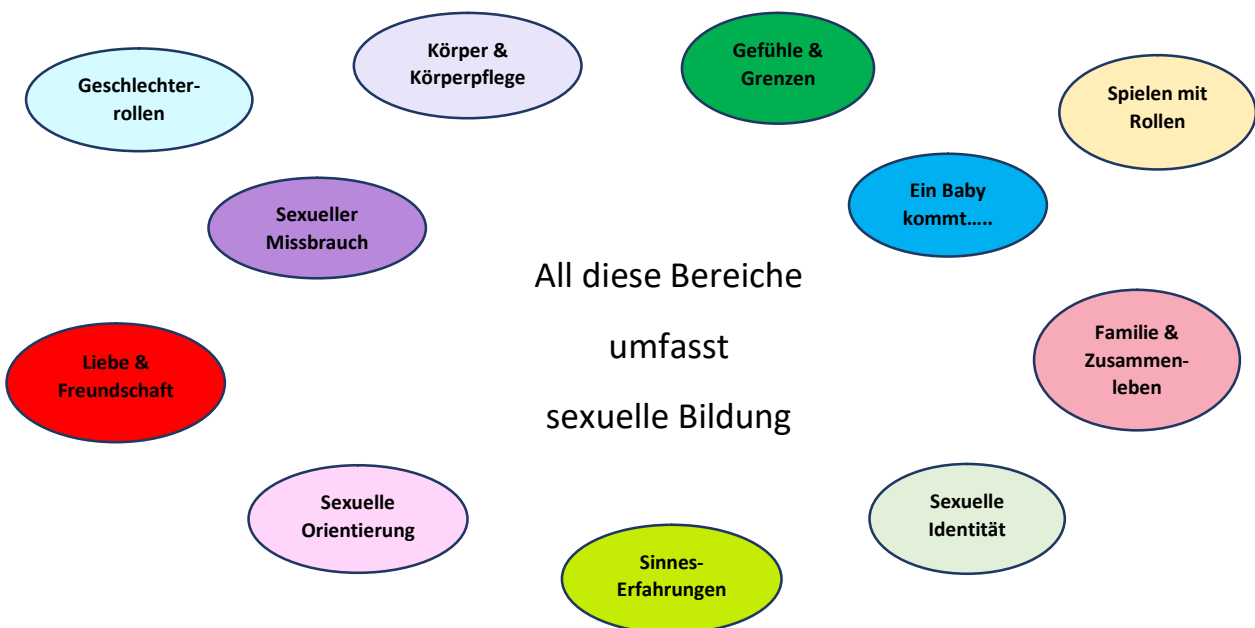 Körper &
Körperpflege
Gefühle &
Grenzen
Geschlechter-
rollen
Spielen mit
Rollen
Ein Baby
kommt.....
Sexueller
Missbrauch
All diese Bereiche
umfasst
sexuelle Bildung
Familie &
Zusammen-
leben
Liebe &
Freundschaft
Sexuelle
Orientierung
Sexuelle
Identität
Sinnes-
Erfahrungen